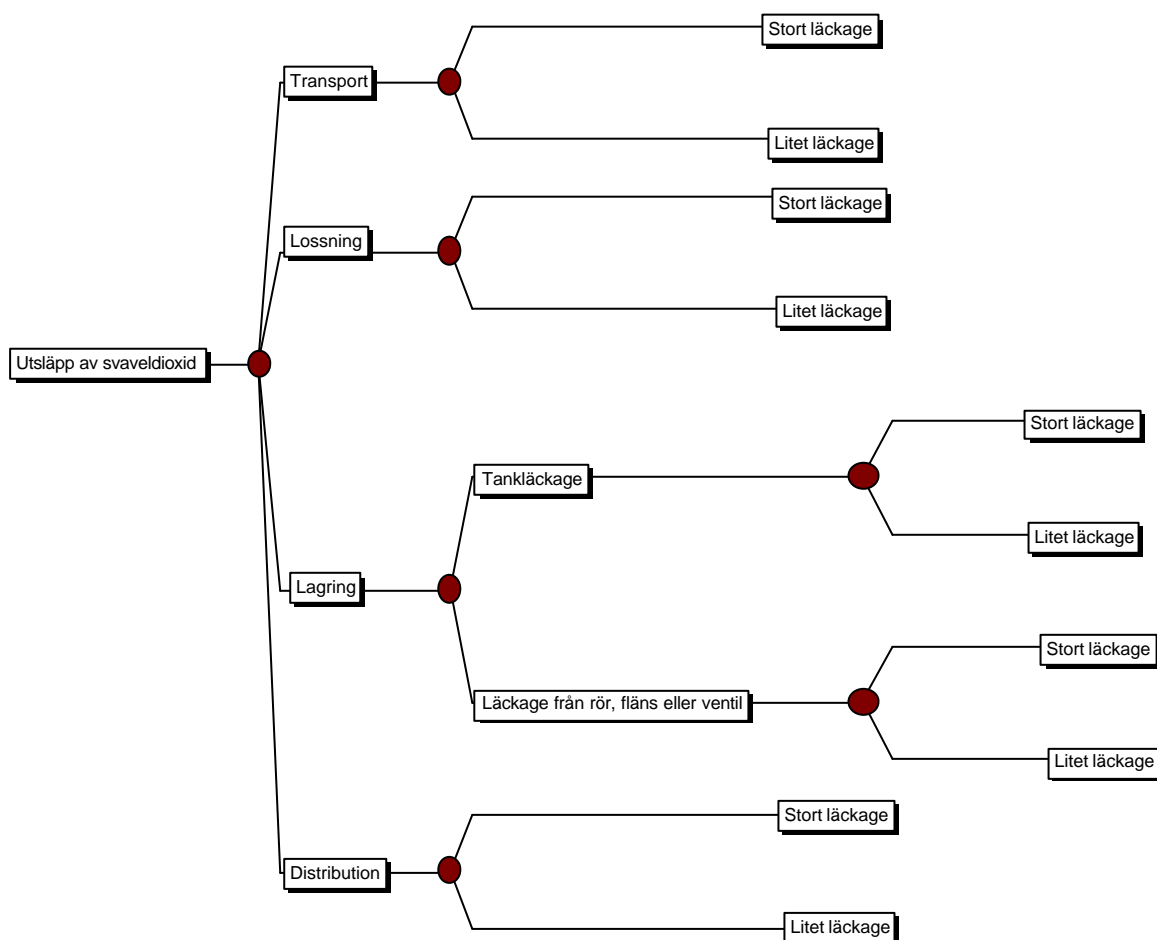 Stort läckage
Transport
Litet läckage
Stort läckage
Lossning
Litet läckage
Utsläpp av svaveldioxid
Stort läckage
Tankläckage
Litet läckage
Lagring
Stort läckage
Läckage från rör, fläns eller ventil
Litet läckage
Stort läckage
Distribution
Litet läckage